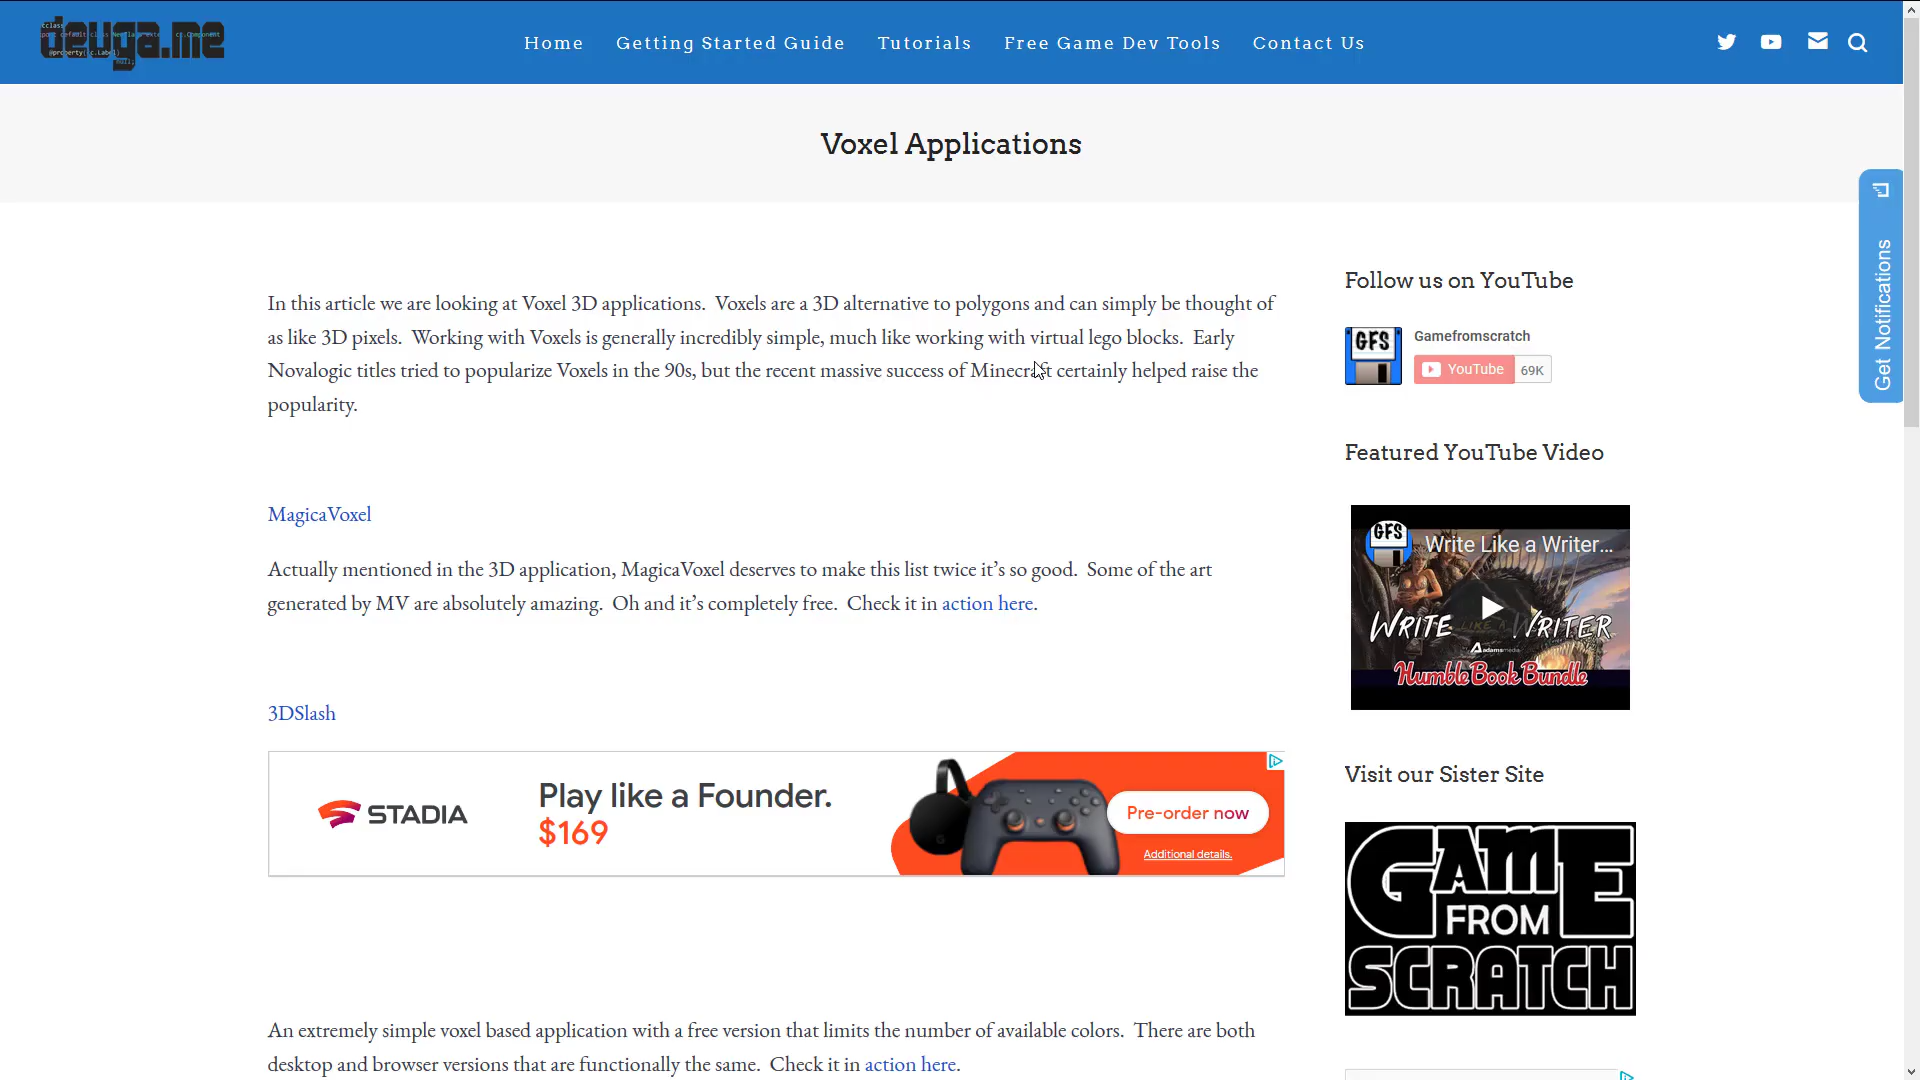 devga.me
Home
Getting Started Guide
Tutorials
Free Game Dev Tools
Contact Us
Voxel Applications
In this article we are looking at Voxel 3D applications. Voxels are a 3D alternative to polygons and can simply be thought of
as like 3D pixels. Working with Voxels is generally incredibly simple, much like working with virtual lego blocks. Early
Novalogic titles tried to popularize Voxels in the 90s, but the recent massive success of Minecraft certainly helped raise the
popularity.
MagicaVoxel
Actually mentioned in the 3D application, MagicaVoxel deserves to make this list twice it’s so good. Some of the art
generated by MV are absolutely amazing. Oh and it’s completely free. Check it in action here.
3DSlash
STADIA
Play like a Founder.
$169
Pre-order now
Additional details.
An extremely simple voxel based application with a free version that limits the number of available colors. There are both
desktop and browser versions that are functionally the same. Check it in action here.
Follow us on YouTube
GFS
Gamefromscratch
YouTube
69K
Featured YouTube Video
GFS
Write Like a Writer...
WRITE LIKE A WRITER
adamsmedia
Humble Book Bundle
Visit our Sister Site
GAME
FROM
SCRATCH
Get Notifications